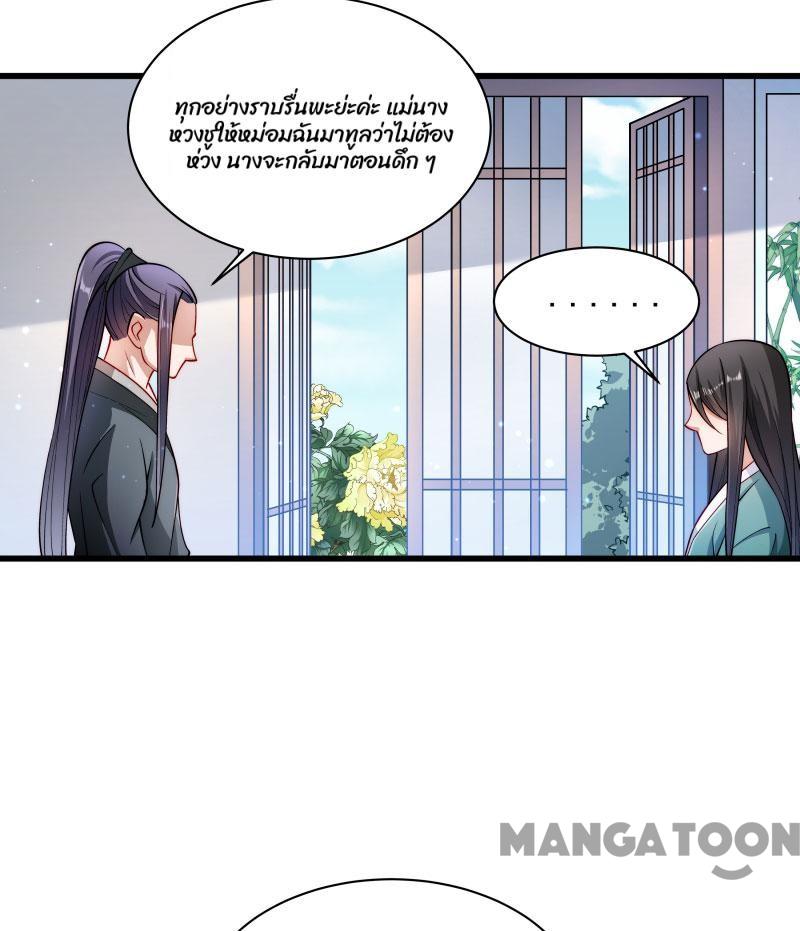 ทุกอย่างราบรื่นพะย่ะค่ะ แม่นาง
หวงชูให้หม่อมฉันมาทูลว่าไม่ต้อง
ห่วง นางจะกลับมาตอนดึก ๆ
......
MANGATOON